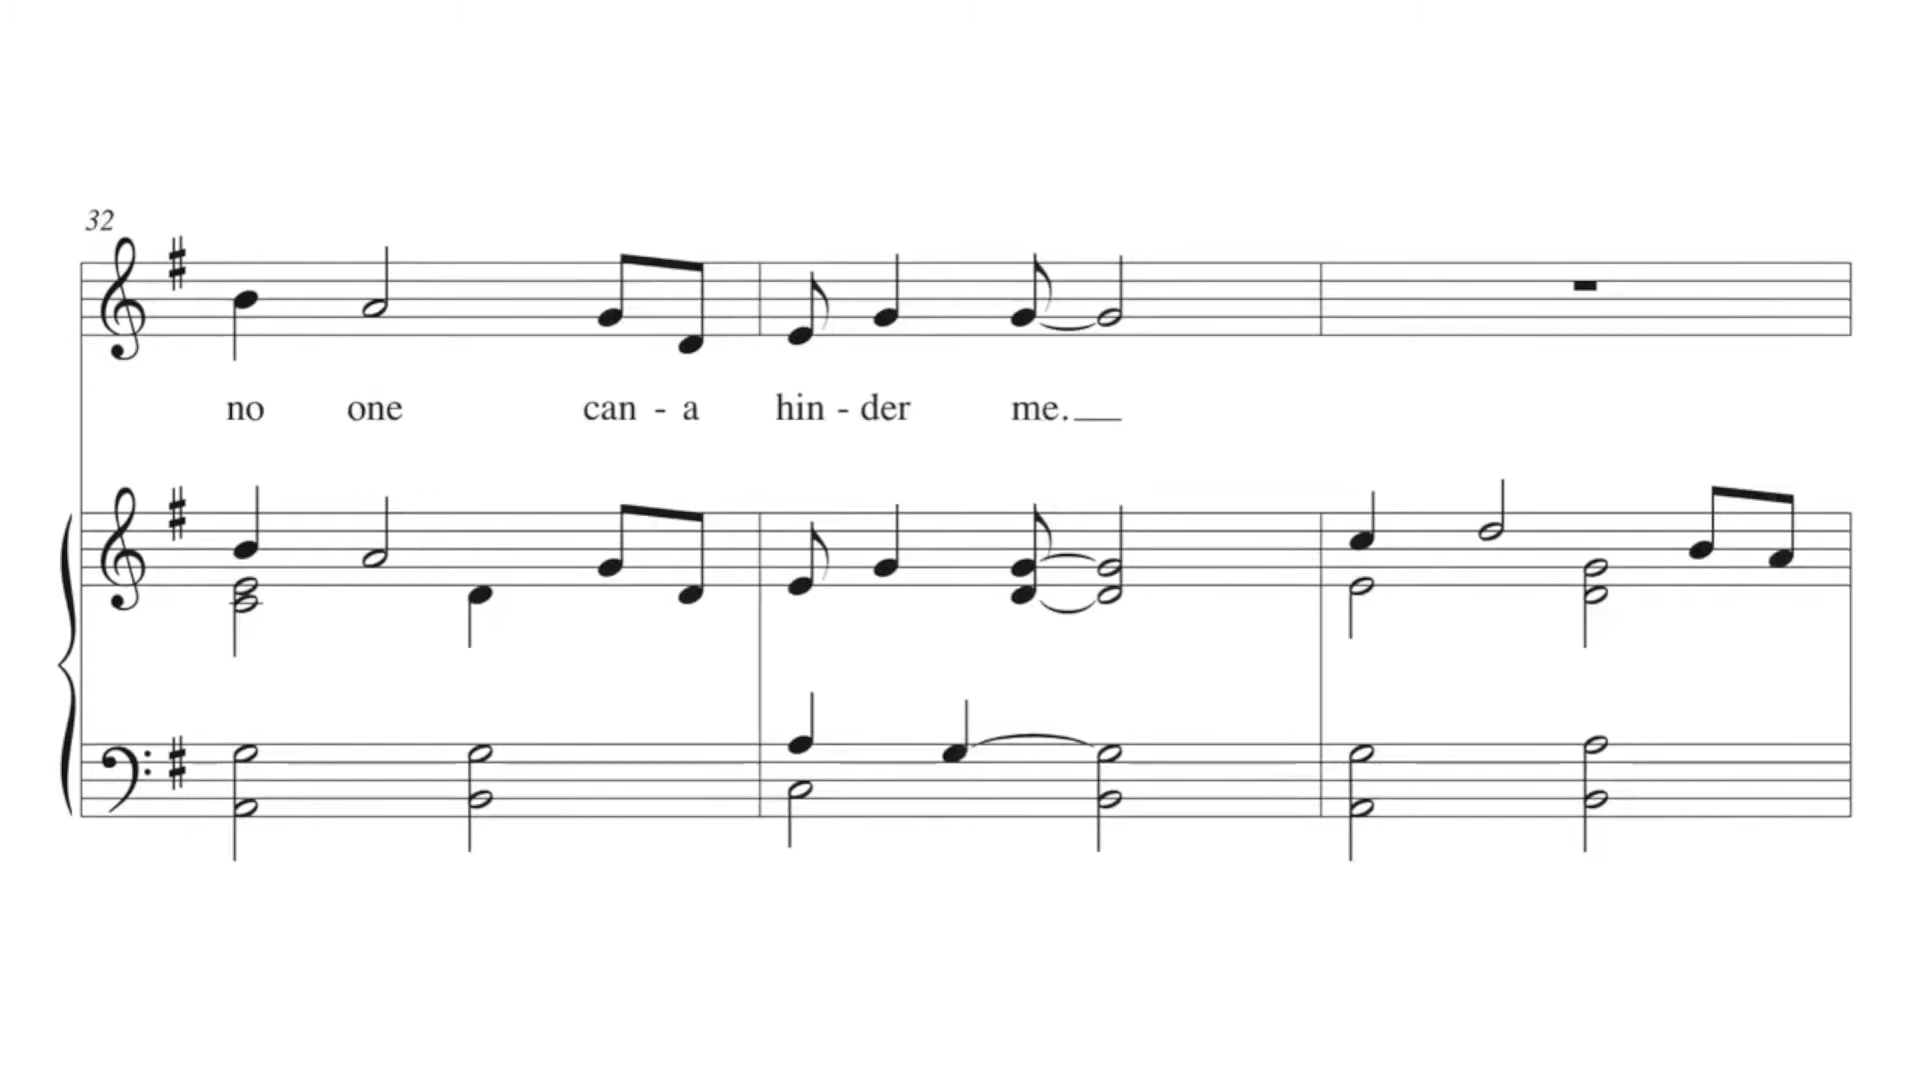 32
no one can - a hin - der me.